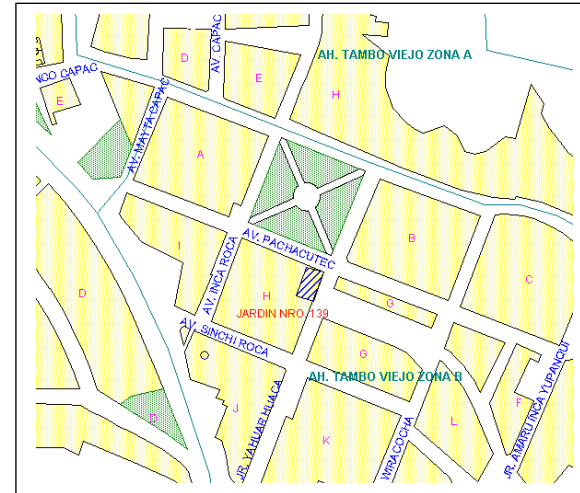 AH. TAMBO VIEJO ZONA A
D
AV. CAPAC
E
NCO CAPAC
E
H
AV. MAYTA CAPAC
A
AV. PACHACUTEC
B
I
AV. INCA ROCA
C
D
H
G
JARDIN NRO. 139
AV. SINCHI ROCA
G
AH. TAMBO VIEJO ZONA B
J
JR. YAHUAR HUACA
D
F
L
K
WIRACOCHA
JR. AMARU INCA YUPANQUI